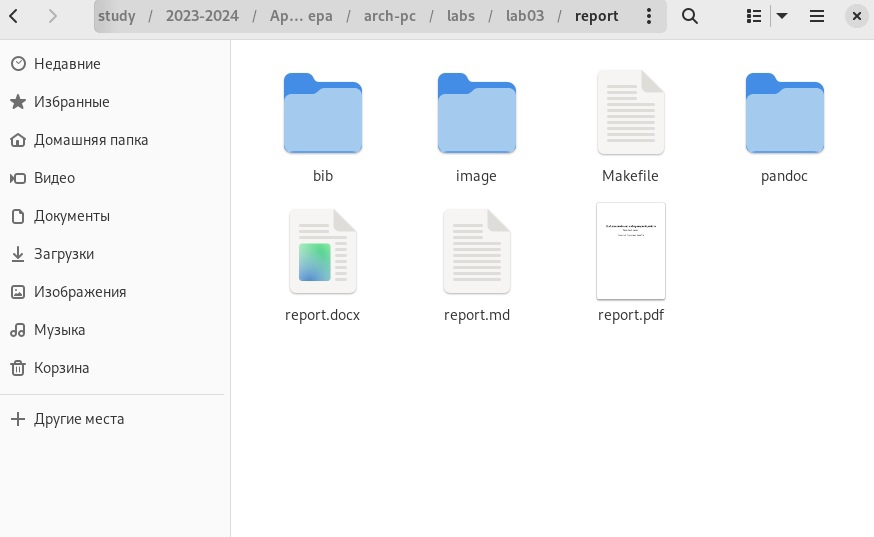 study / 2023-2024 / Ap... epa / arch-pc / labs / lab03 / report
Недавние
Избранные
Домашняя папка
Видео
Документы
Загрузки
Изображения
Музыка
Корзина
Другие места
bib image Makefile pandoc
report.docx report.md report.pdf